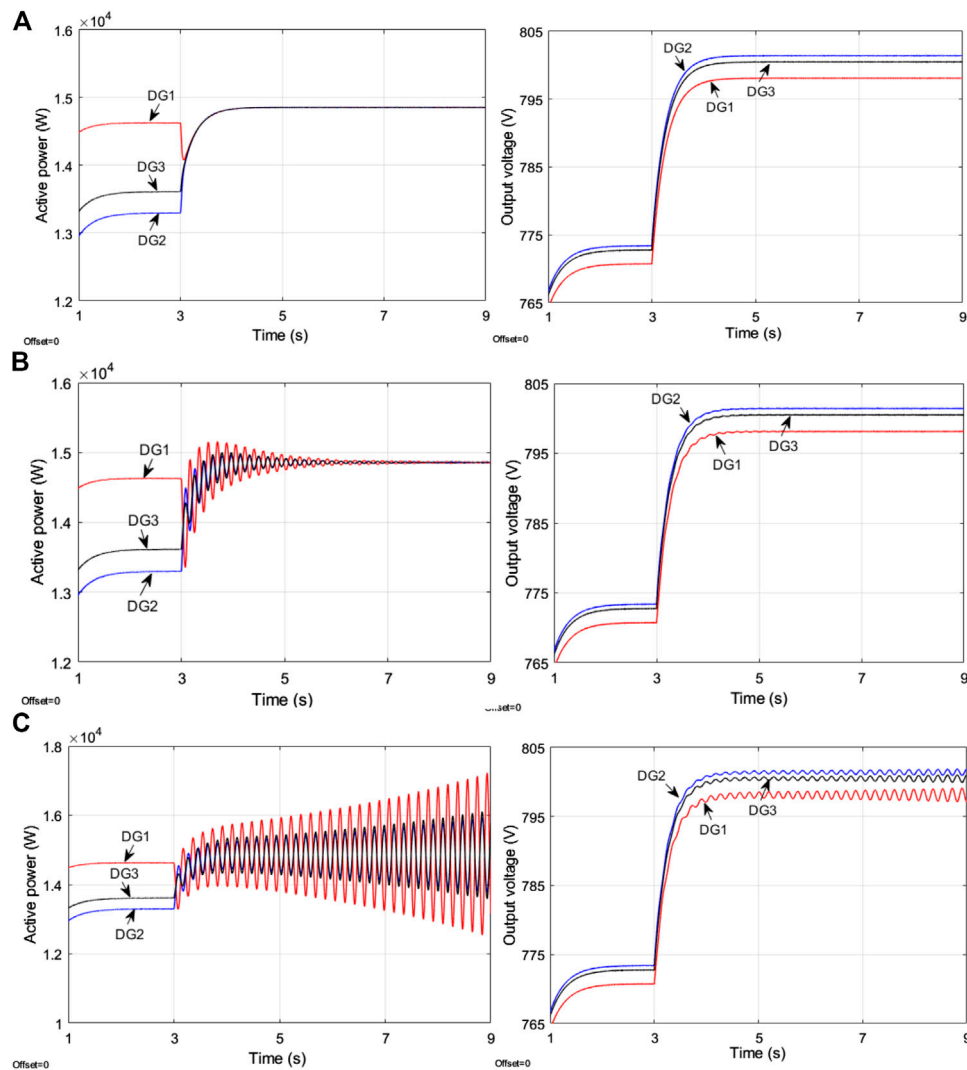 A
×10⁴
1.6
1.5
1.4
1.3
1.2
Active power (W)
DG1
DG3
DG2
1 3 5 7 9
Time (s)
Offset=0
805
795
785
775
765
Output voltage (V)
DG2
DG1
DG3
1 3 5 7 9
Time (s)
Offset=0
B
×10⁴
1.6
1.5
1.4
1.3
1.2
Active power (W)
DG1
DG3
DG2
1 3 5 7 9
Time (s)
Offset=0
805
795
785
775
765
Output voltage (V)
DG2
DG1
DG3
1 3 5 7 9
Time (s)
Offset=0
C
×10⁴
1.8
1.6
1.4
1.2
1
Active power (W)
DG1
DG3
DG2
1 3 5 7 9
Time (s)
Offset=0
805
795
785
775
765
Output voltage (V)
DG2
DG1
DG3
1 3 5 7 9
Time (s)
Offset=0